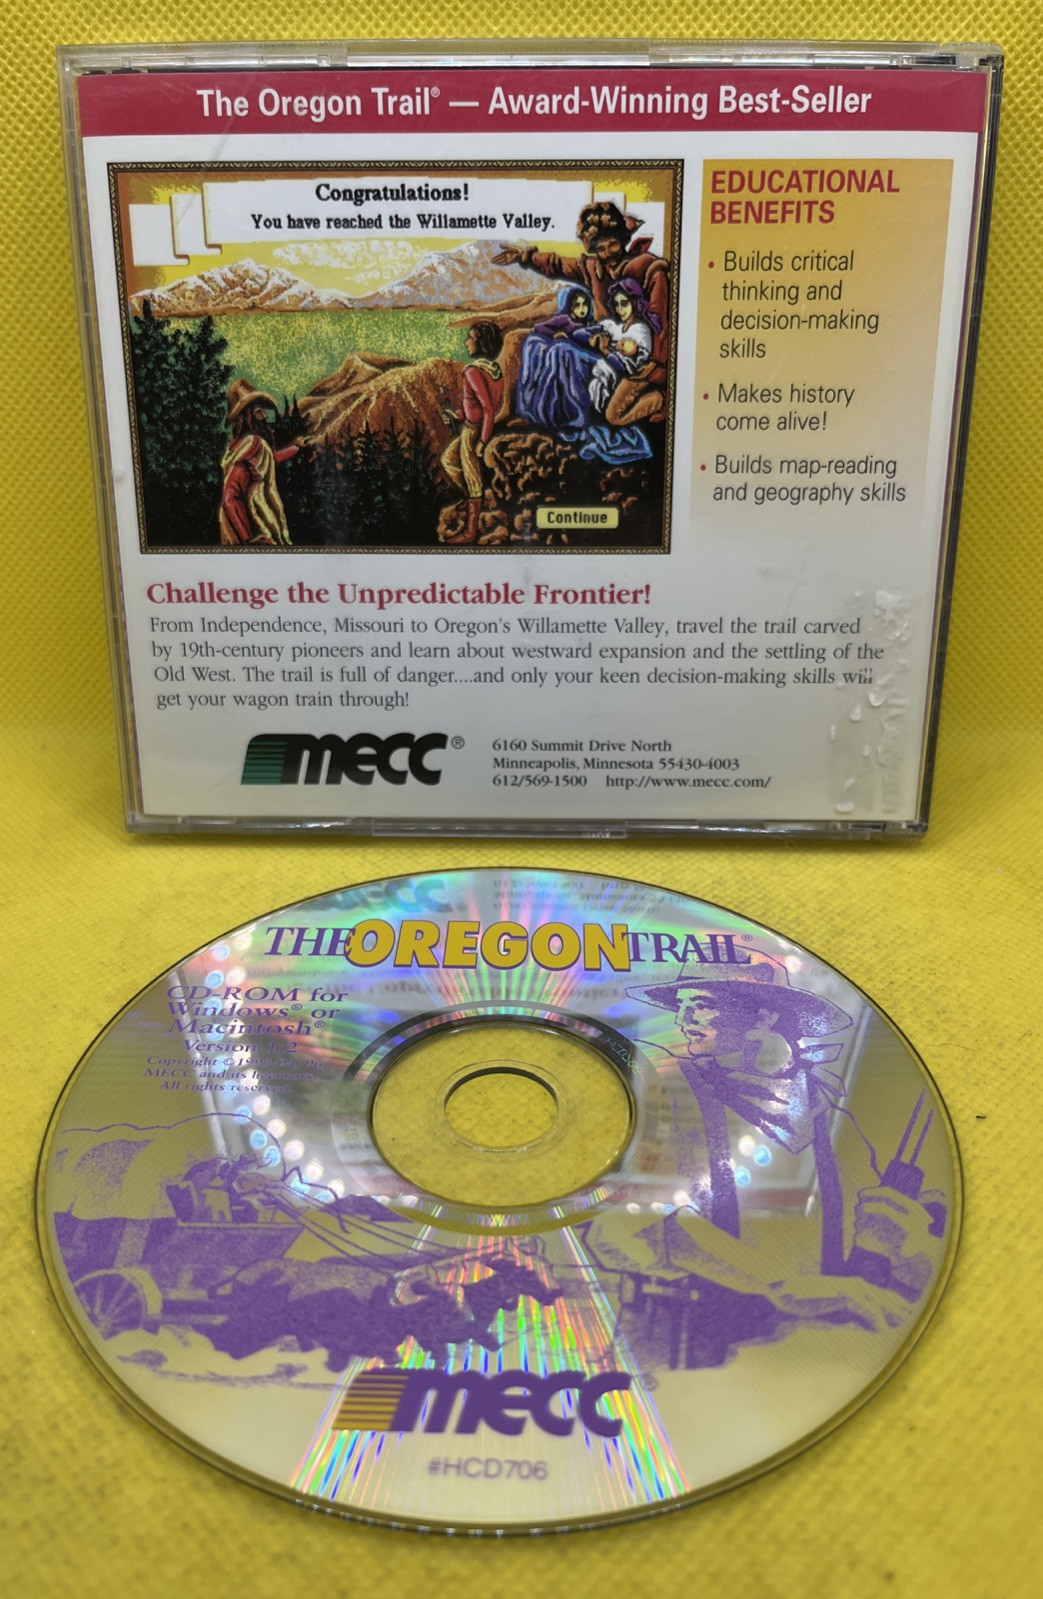 The Oregon Trail® — Award-Winning Best-Seller
Congratulations!
You have reached the Willamette Valley.
Continue
EDUCATIONAL
BENEFITS
• Builds critical
thinking and
decision-making
skills
• Makes history
come alive!
• Builds map-reading
and geography skills
Challenge the Unpredictable Frontier!
From Independence, Missouri to Oregon's Willamette Valley, travel the trail carved
by 19th-century pioneers and learn about westward expansion and the settling of the
Old West. The trail is full of danger....and only your keen decision-making skills will
get your wagon train through!
mecc®
6160 Summit Drive North
Minneapolis, Minnesota 55430-4003
612/569-1500 http://www.mecc.com/
THE OREGON TRAIL®
CD-ROM for
Windows® or
Macintosh®
Version 1.2
Copyright ©
MECC and its licensors.
All rights reserved.
mecc®
#HCD706